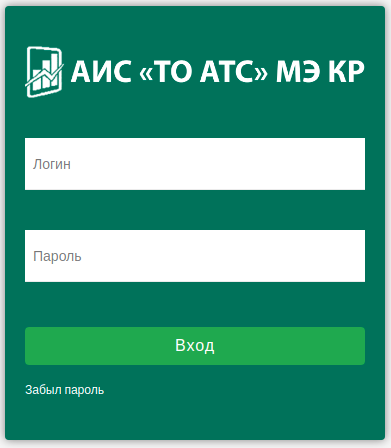 АИС «ТО АТС» МЭ КР
Логин
Пароль
Вход
Забыл пароль